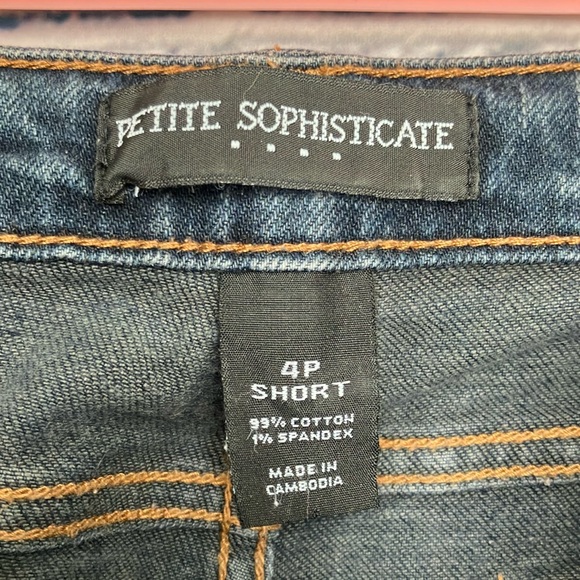 PETITE SOPHISTICATE
4P
SHORT
99% COTTON
1% SPANDEX
MADE IN
CAMBODIA